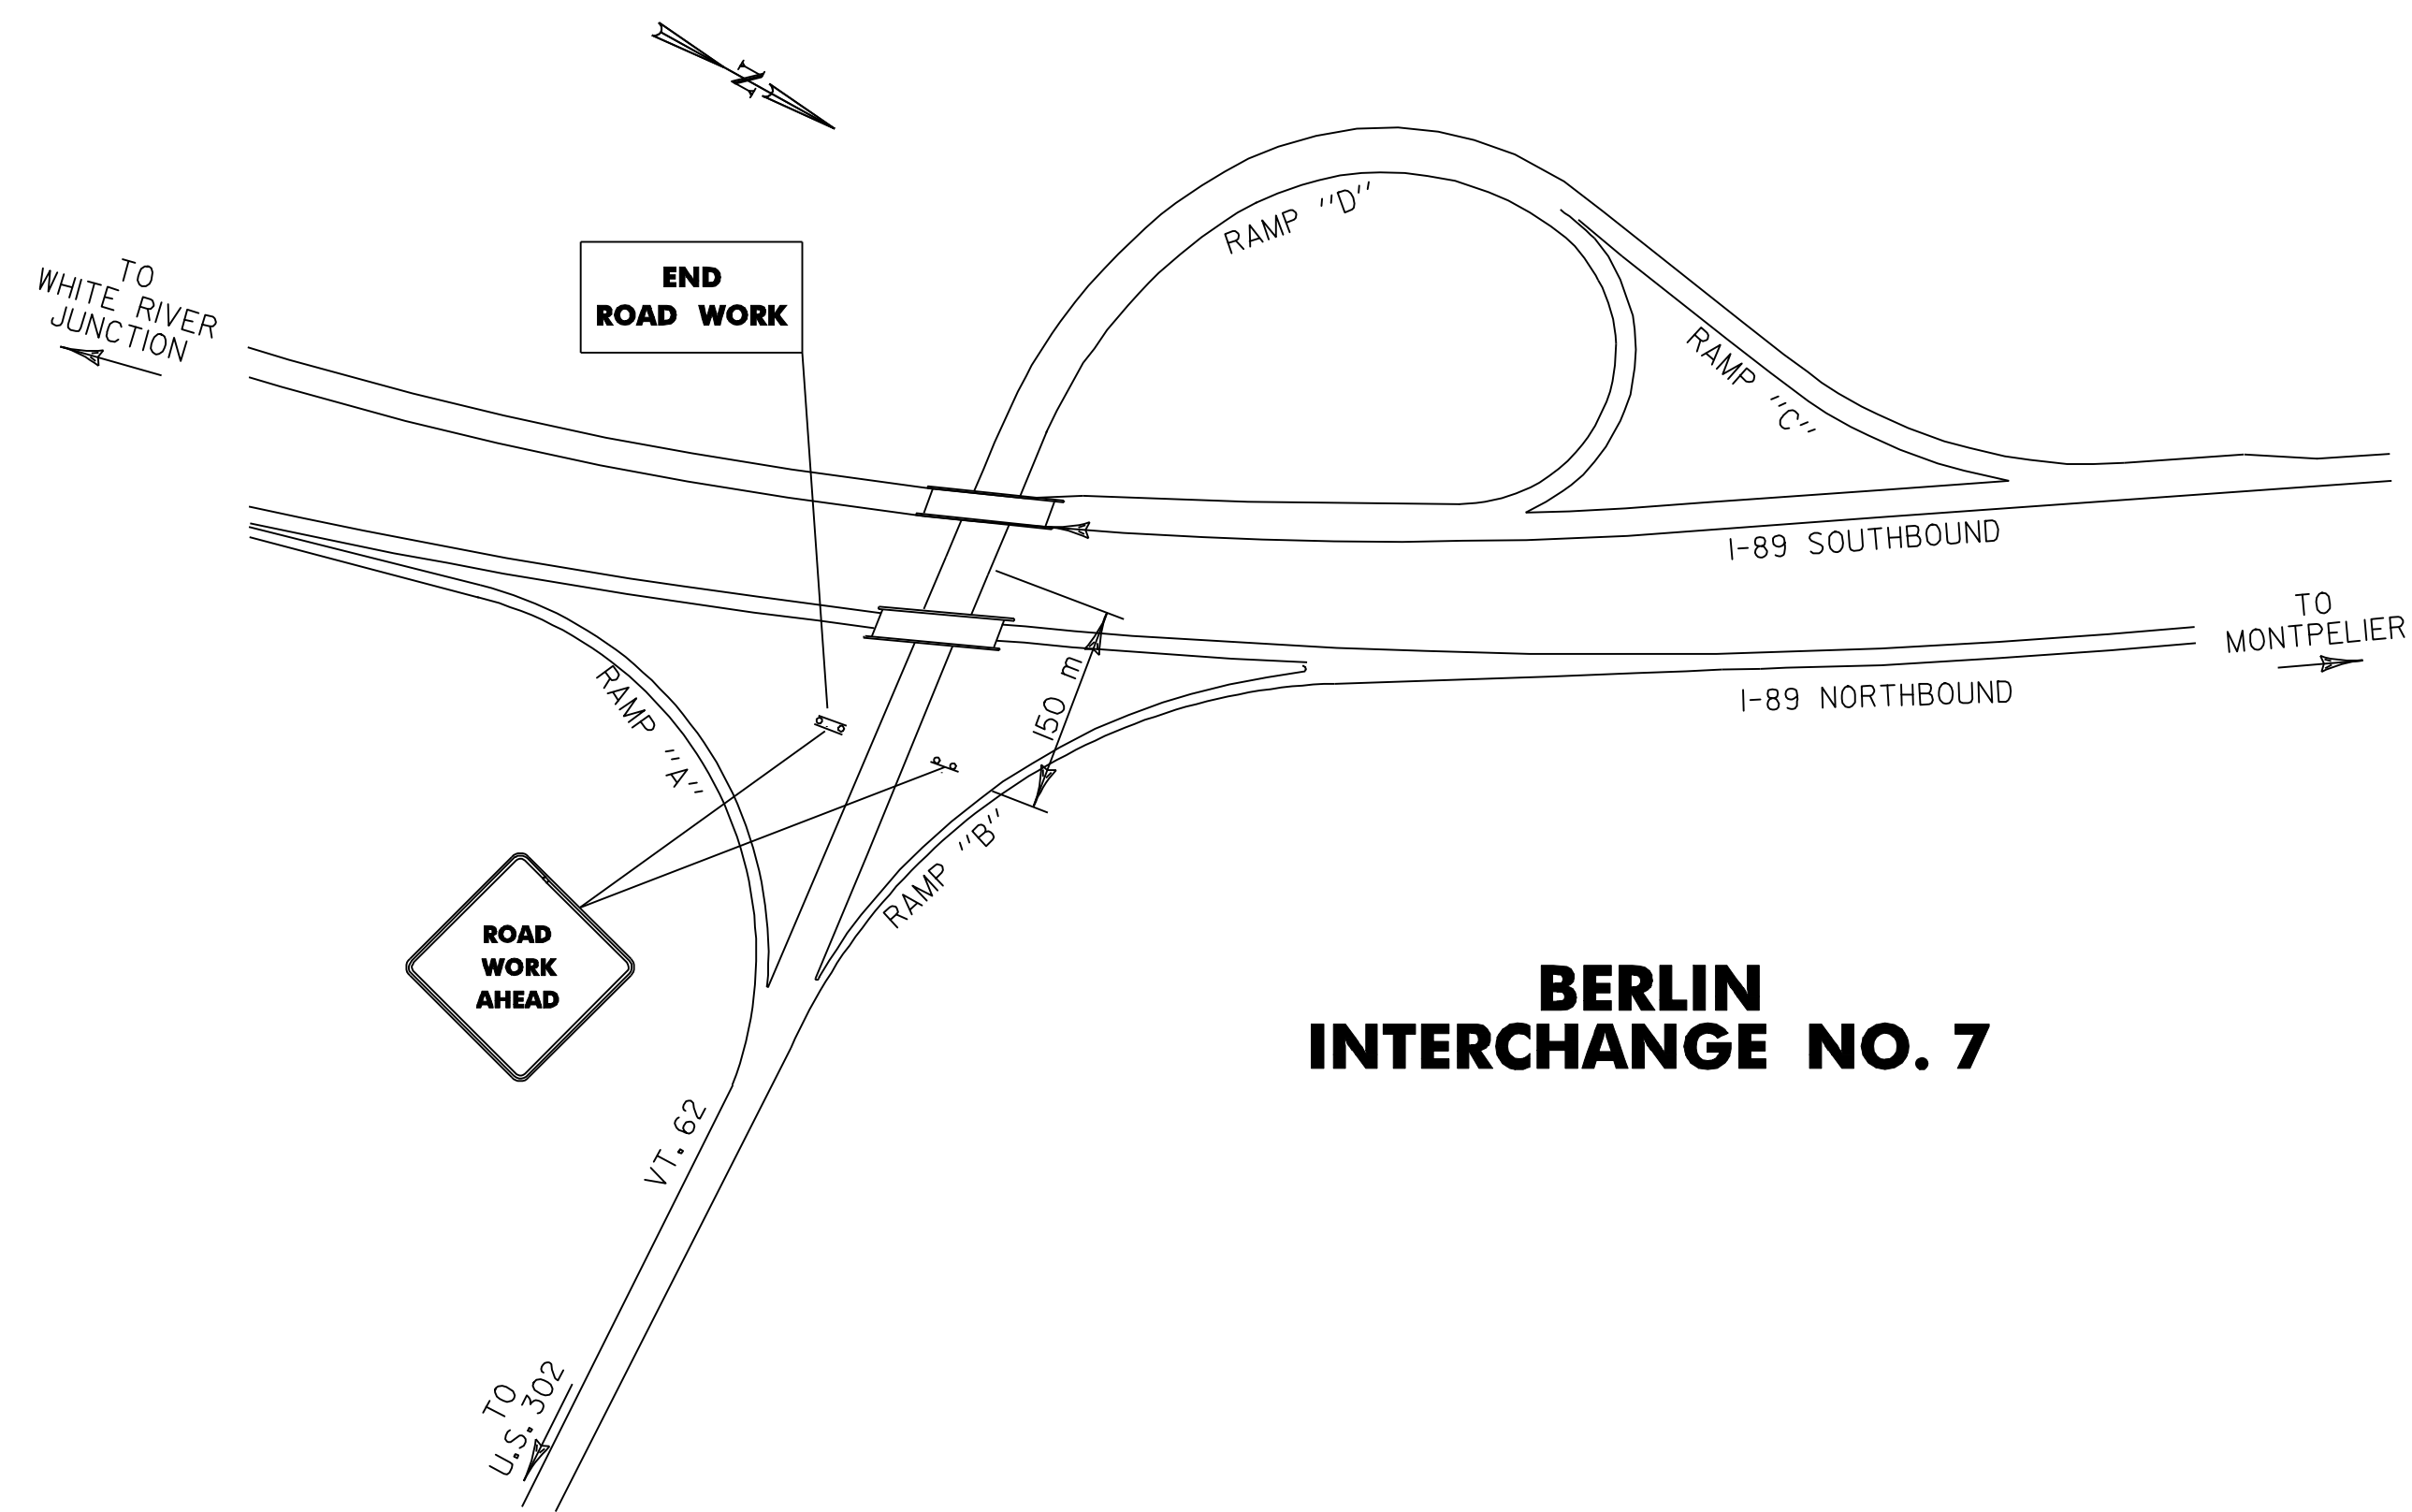 N
RAMP "D"
END
ROAD WORK
TO
WHITE RIVER
JUNCTION
RAMP "C"
I-89 SOUTHBOUND
TO
MONTPELIER
I-89 NORTHBOUND
RAMP "A"
150 m
RAMP "B"
ROAD
WORK
AHEAD
BERLIN
INTERCHANGE NO. 7
VT. 62
TO
U.S. 302